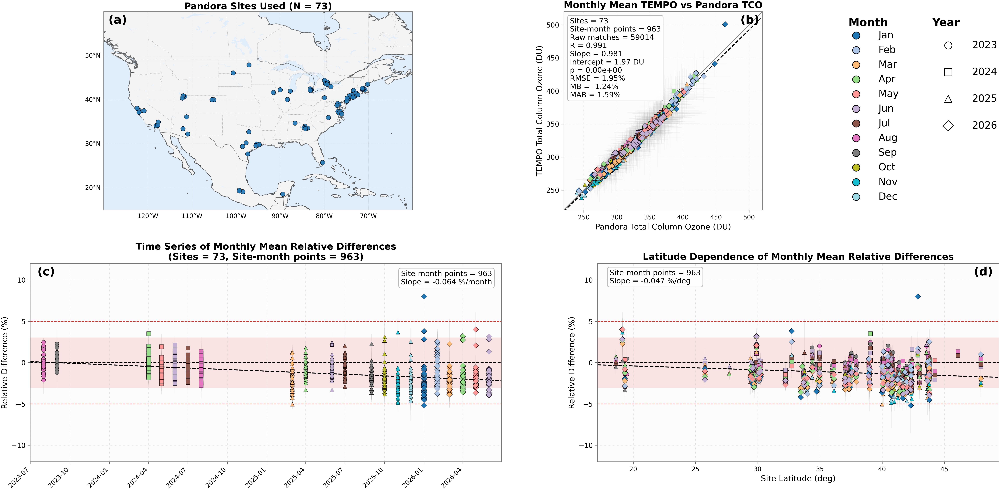 Pandora Sites Used (N = 73)
(a)
50°N
40°N
30°N
20°N
120°W
110°W
100°W
90°W
80°W
70°W
Monthly Mean TEMPO vs Pandora TCO
(b)
Sites = 73
Site-month points = 963
Raw matches = 59014
R = 0.991
Slope = 0.981
Intercept = 1.97 DU
p = 0.00e+00
RMSE = 1.95%
MB = -1.24%
MAB = 1.59%
TEMPO Total Column Ozone (DU)
500
450
400
350
300
250
250
300
350
400
450
500
Pandora Total Column Ozone (DU)
Month
Jan
Feb
Mar
Apr
May
Jun
Jul
Aug
Sep
Oct
Nov
Dec
Year
2023
2024
2025
2026
Time Series of Monthly Mean Relative Differences
(Sites = 73, Site-month points = 963)
(c)
Site-month points = 963
Slope = -0.064 %/month
Relative Difference (%)
10
5
0
−5
−10
2023-07
2023-10
2024-01
2024-04
2024-07
2024-10
2025-01
2025-04
2025-07
2025-10
2026-01
2026-04
Latitude Dependence of Monthly Mean Relative Differences
Site-month points = 963
Slope = -0.047 %/deg
(d)
Relative Difference (%)
10
5
0
−5
−10
20
25
30
35
40
45
Site Latitude (deg)